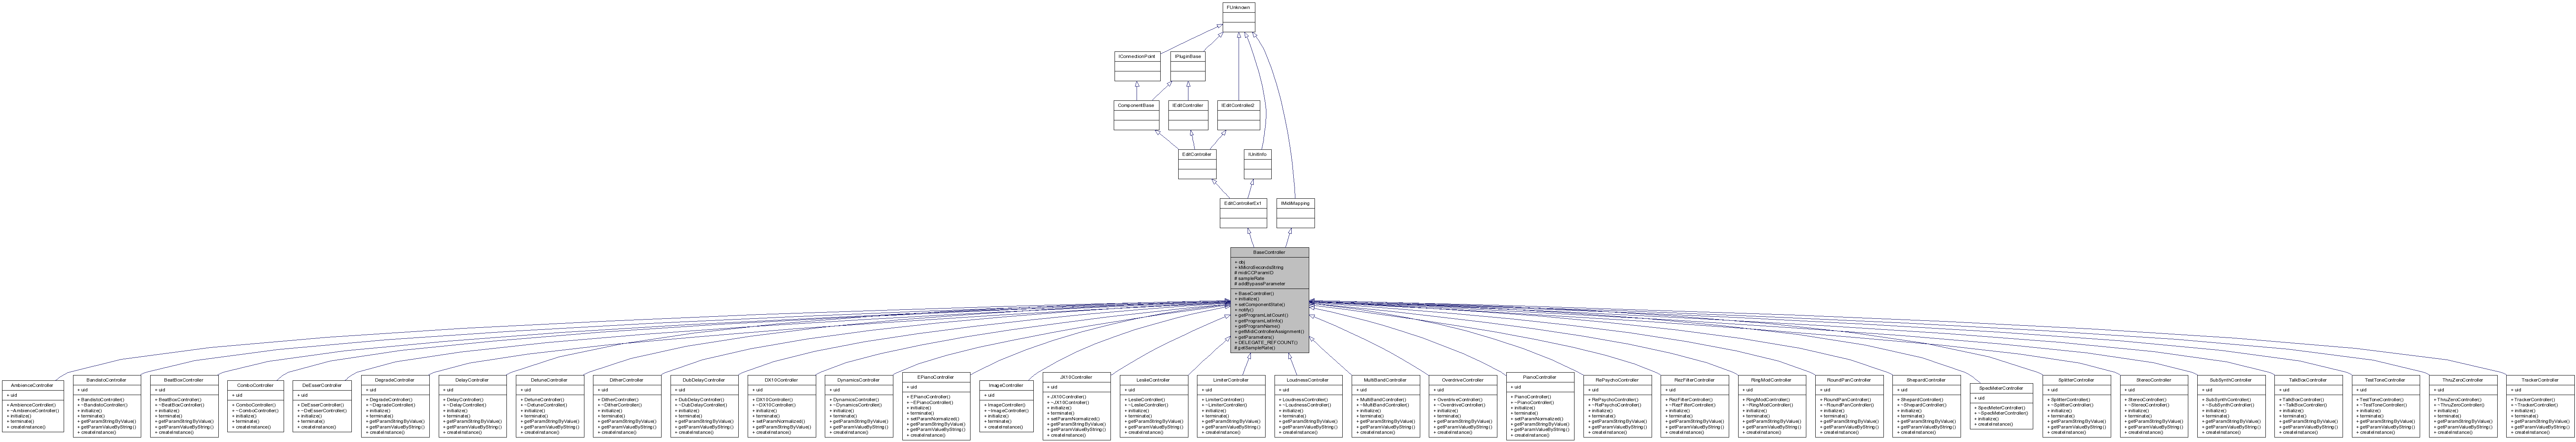 FUnknown
IConnectionPoint
IPluginBase
ComponentBase
IEditController
IEditController2
EditController
IUnitInfo
EditControllerEx1
IMidiMapping
BaseController
+ obj
+ kMicroSecondsString
# midiCCParamID
# sampleRate
# addBypassParameter
+ BaseController()
+ initialize()
+ setComponentState()
+ notify()
+ getProgramListCount()
+ getProgramListInfo()
+ getProgramName()
+ getMidiControllerAssignment()
+ getParameters()
+ DELEGATE_REFCOUNT()
# getSampleRate()
AmbienceController
+ uid
+ AmbienceController()
+ ~AmbienceController()
+ initialize()
+ terminate()
+ createInstance()
BandistoController
+ uid
+ BandistoController()
+ ~BandistoController()
+ initialize()
+ terminate()
+ getParamStringByValue()
+ getParamValueByString()
+ createInstance()
BeatBoxController
+ uid
+ BeatBoxController()
+ ~BeatBoxController()
+ initialize()
+ terminate()
+ getParamStringByValue()
+ getParamValueByString()
+ createInstance()
ComboController
+ uid
+ ComboController()
+ ~ComboController()
+ initialize()
+ terminate()
+ createInstance()
DeEsserController
+ uid
+ DeEsserController()
+ ~DeEsserController()
+ initialize()
+ terminate()
+ createInstance()
DegradeController
+ uid
+ DegradeController()
+ ~DegradeController()
+ initialize()
+ terminate()
+ getParamStringByValue()
+ getParamValueByString()
+ createInstance()
DelayController
+ uid
+ DelayController()
+ ~DelayController()
+ initialize()
+ terminate()
+ getParamStringByValue()
+ getParamValueByString()
+ createInstance()
DetuneController
+ uid
+ DetuneController()
+ ~DetuneController()
+ initialize()
+ terminate()
+ getParamStringByValue()
+ getParamValueByString()
+ createInstance()
DitherController
+ uid
+ DitherController()
+ ~DitherController()
+ initialize()
+ terminate()
+ getParamStringByValue()
+ getParamValueByString()
+ createInstance()
DubDelayController
+ uid
+ DubDelayController()
+ ~DubDelayController()
+ initialize()
+ terminate()
+ getParamStringByValue()
+ getParamValueByString()
+ createInstance()
DX10Controller
+ uid
+ DX10Controller()
+ ~DX10Controller()
+ initialize()
+ terminate()
+ setParamNormalized()
+ getParamStringByValue()
+ createInstance()
DynamicsController
+ uid
+ DynamicsController()
+ ~DynamicsController()
+ initialize()
+ terminate()
+ getParamStringByValue()
+ getParamValueByString()
+ createInstance()
EPianoController
+ uid
+ EPianoController()
+ ~EPianoController()
+ initialize()
+ terminate()
+ setParamNormalized()
+ getParamStringByValue()
+ getParamValueByString()
+ createInstance()
ImageController
+ uid
+ ImageController()
+ ~ImageController()
+ initialize()
+ terminate()
+ createInstance()
JX10Controller
+ uid
+ JX10Controller()
+ ~JX10Controller()
+ initialize()
+ terminate()
+ setParamNormalized()
+ getParamStringByValue()
+ getParamValueByString()
+ createInstance()
LeslieController
+ uid
+ LeslieController()
+ ~LeslieController()
+ initialize()
+ terminate()
+ getParamStringByValue()
+ getParamValueByString()
+ createInstance()
LimiterController
+ uid
+ LimiterController()
+ ~LimiterController()
+ initialize()
+ terminate()
+ getParamStringByValue()
+ getParamValueByString()
+ createInstance()
LoudnessController
+ uid
+ LoudnessController()
+ ~LoudnessController()
+ initialize()
+ terminate()
+ getParamStringByValue()
+ getParamValueByString()
+ createInstance()
MultiBandController
+ uid
+ MultiBandController()
+ ~MultiBandController()
+ initialize()
+ terminate()
+ getParamStringByValue()
+ getParamValueByString()
+ createInstance()
OverdriveController
+ uid
+ OverdriveController()
+ ~OverdriveController()
+ initialize()
+ terminate()
+ getParamStringByValue()
+ getParamValueByString()
+ createInstance()
PianoController
+ uid
+ PianoController()
+ ~PianoController()
+ initialize()
+ terminate()
+ setParamNormalized()
+ getParamStringByValue()
+ getParamValueByString()
+ createInstance()
RePsychoController
+ uid
+ RePsychoController()
+ ~RePsychoController()
+ initialize()
+ terminate()
+ getParamStringByValue()
+ getParamValueByString()
+ createInstance()
RezFilterController
+ uid
+ RezFilterController()
+ ~RezFilterController()
+ initialize()
+ terminate()
+ getParamStringByValue()
+ getParamValueByString()
+ createInstance()
RingModController
+ uid
+ RingModController()
+ ~RingModController()
+ initialize()
+ terminate()
+ getParamStringByValue()
+ getParamValueByString()
+ createInstance()
RoundPanController
+ uid
+ RoundPanController()
+ ~RoundPanController()
+ initialize()
+ terminate()
+ getParamStringByValue()
+ getParamValueByString()
+ createInstance()
ShepardController
+ uid
+ ShepardController()
+ ~ShepardController()
+ initialize()
+ terminate()
+ getParamStringByValue()
+ getParamValueByString()
+ createInstance()
SpecMeterController
+ uid
+ SpecMeterController()
+ ~SpecMeterController()
+ initialize()
+ createInstance()
SplitterController
+ uid
+ SplitterController()
+ ~SplitterController()
+ initialize()
+ terminate()
+ getParamStringByValue()
+ getParamValueByString()
+ createInstance()
StereoController
+ uid
+ StereoController()
+ ~StereoController()
+ initialize()
+ terminate()
+ getParamStringByValue()
+ getParamValueByString()
+ createInstance()
SubSynthController
+ uid
+ SubSynthController()
+ ~SubSynthController()
+ initialize()
+ terminate()
+ getParamStringByValue()
+ getParamValueByString()
+ createInstance()
TalkBoxController
+ uid
+ TalkBoxController()
+ ~TalkBoxController()
+ initialize()
+ terminate()
+ getParamStringByValue()
+ getParamValueByString()
+ createInstance()
TestToneController
+ uid
+ TestToneController()
+ ~TestToneController()
+ initialize()
+ terminate()
+ getParamStringByValue()
+ getParamValueByString()
+ createInstance()
ThruZeroController
+ uid
+ ThruZeroController()
+ ~ThruZeroController()
+ initialize()
+ terminate()
+ getParamStringByValue()
+ getParamValueByString()
+ createInstance()
TrackerController
+ uid
+ TrackerController()
+ ~TrackerController()
+ initialize()
+ terminate()
+ getParamStringByValue()
+ getParamValueByString()
+ createInstance()